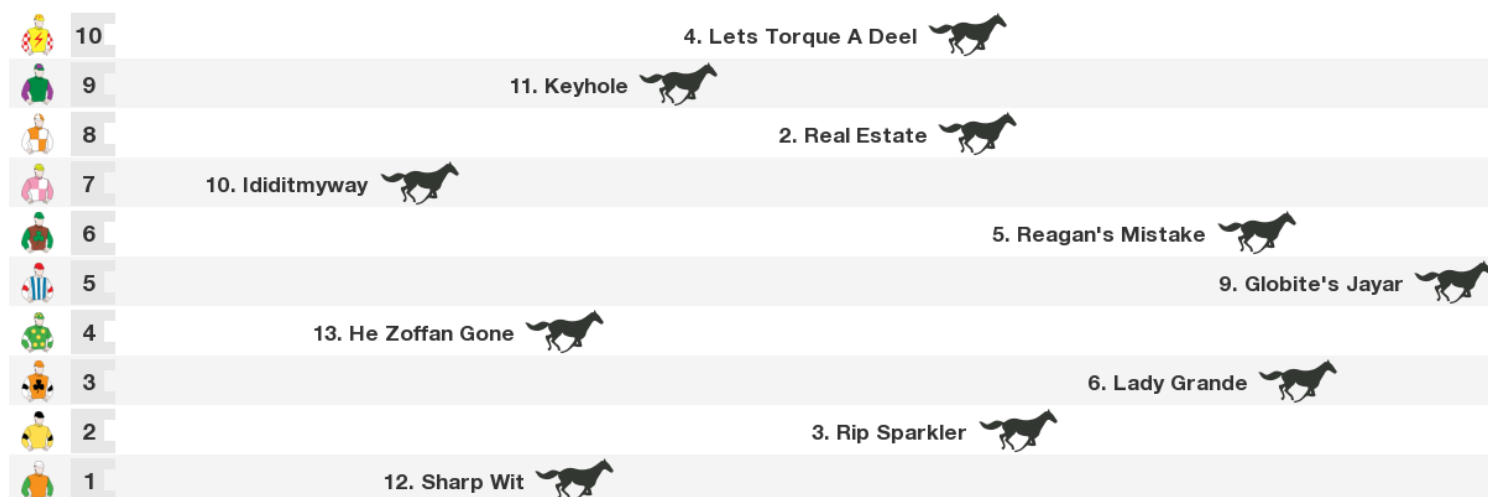 10 4. Lets Torque A Deel
9 11. Keyhole
8 2. Real Estate
7 10. Ididitmyway
6 5. Reagan's Mistake
5 9. Globite's Jayar
4 13. He Zoffan Gone
3 6. Lady Grande
2 3. Rip Sparkler
1 12. Sharp Wit